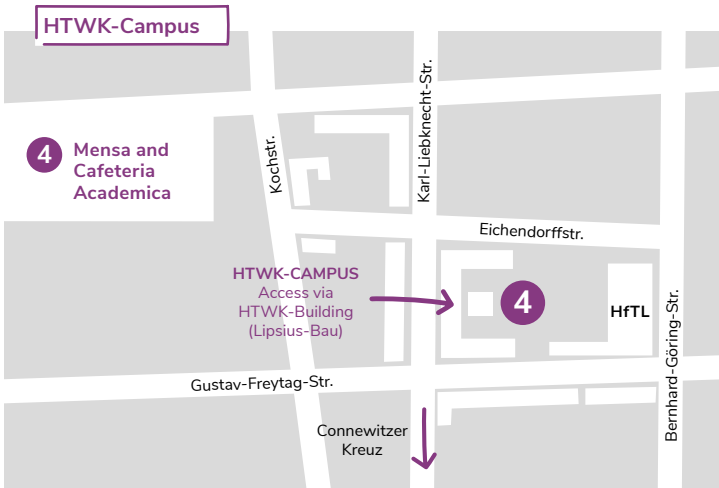 HTWK-Campus
4
Mensa and
Cafeteria
Academica
Kochstr.
Karl-Liebknecht-Str.
Eichendorffstr.
HTWK-CAMPUS
Access via
HTWK-Building
(Lipsius-Bau)
4
HfTL
Bernhard-Göring-Str.
Gustav-Freytag-Str.
Connewitzer
Kreuz